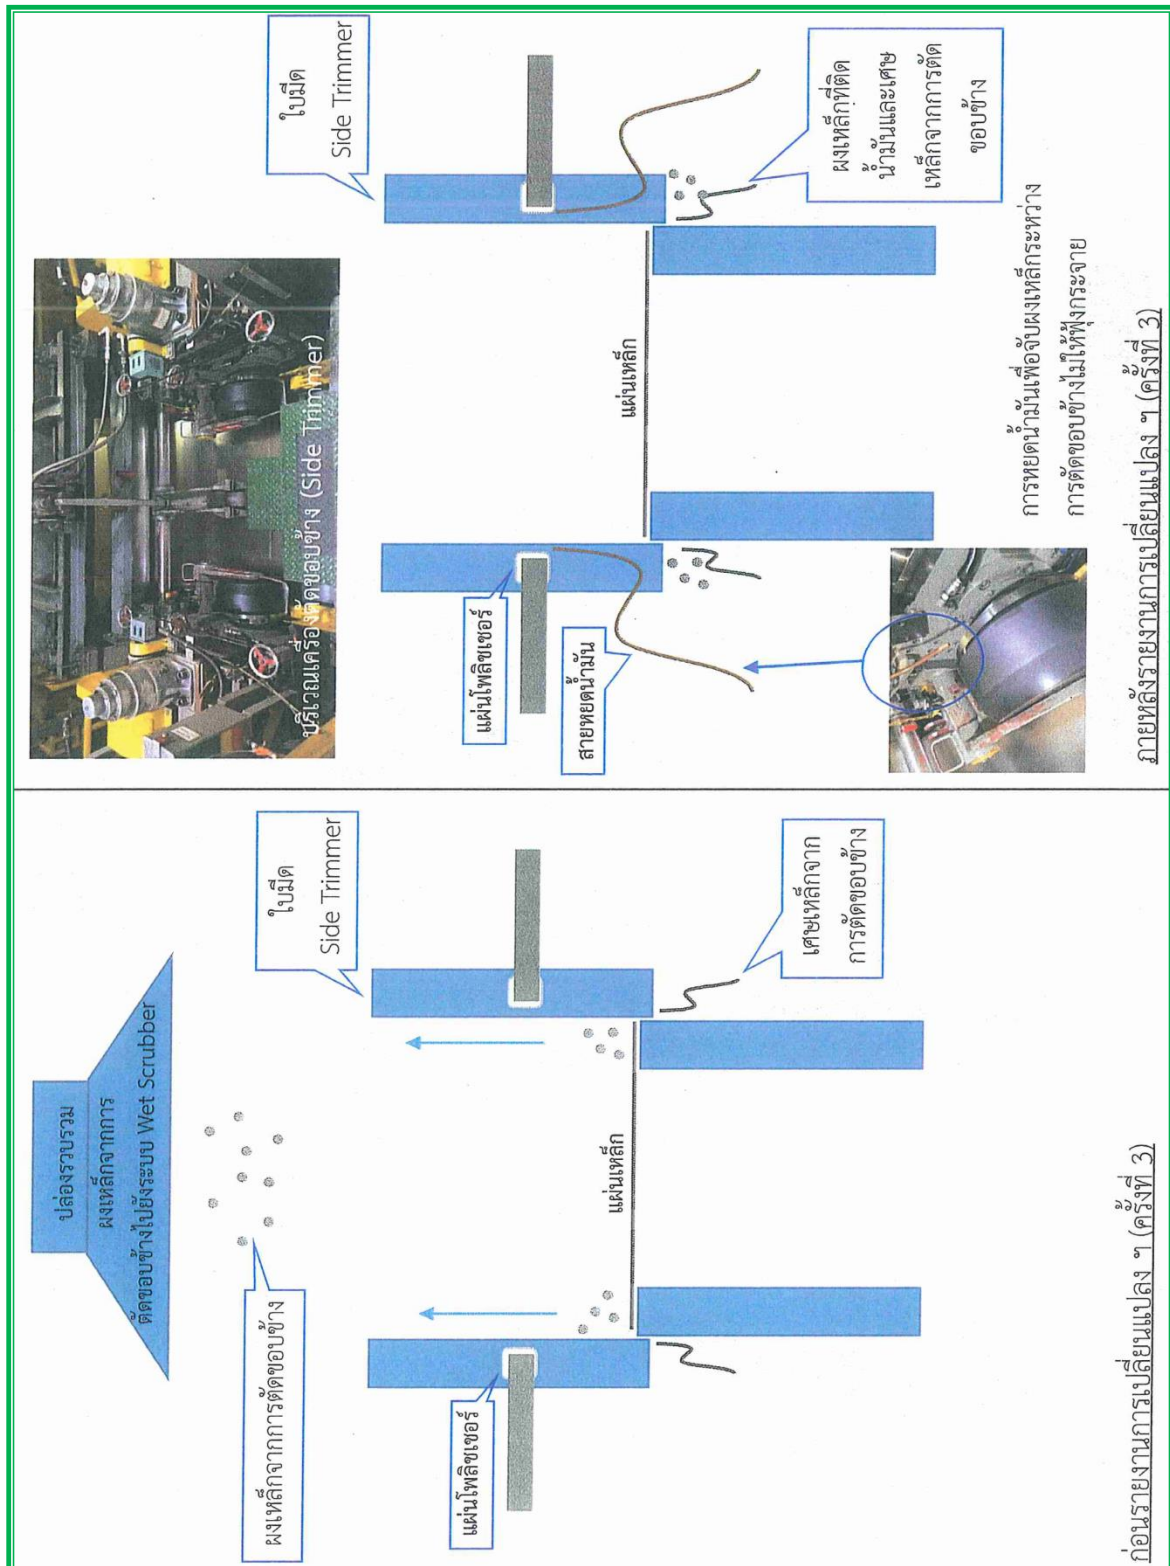 ปล่องรวบรวม
ผงเหล็กจากการ
ตัดขอบข้างไปยังระบบ Wet Scrubber
ผงเหล็กจากการตัดขอบข้าง
ใบมีด
Side Trimmer
แผ่นโพลิชเชอร์
แผ่นเหล็ก
เศษเหล็กจาก
การตัดขอบข้าง
ก่อนรายงานการเปลี่ยนแปลง ฯ (ครั้งที่ 3)
บริเวณเครื่องตัดขอบข้าง (Side Trimmer)
ใบมีด
Side Trimmer
แผ่นโพลิชเชอร์
สายหยดน้ำมัน
แผ่นเหล็ก
ผงเหล็กที่ติด
น้ำมันและเศษ
เหล็กจากการตัด
ขอบข้าง
การหยดน้ำมันเพื่อจับผงเหล็กระหว่าง
การตัดขอบข้างไม่ให้ฟุ้งกระจาย
ภายหลังรายงานการเปลี่ยนแปลง ฯ (ครั้งที่ 3)